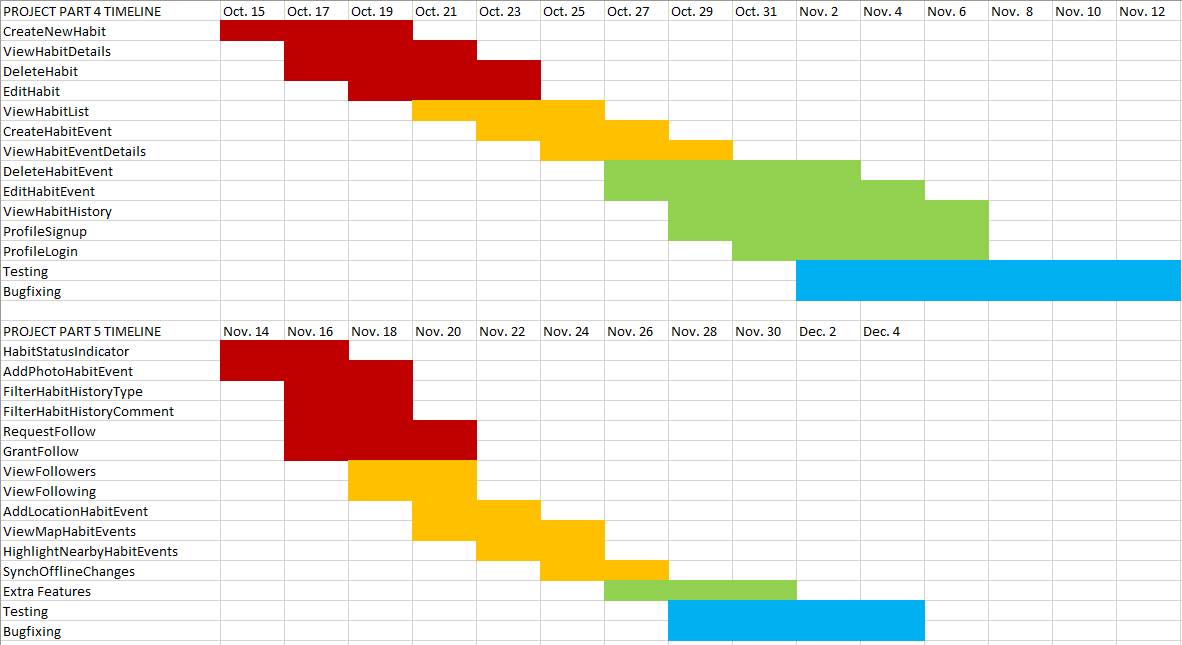 PROJECT PART 4 TIMELINE Oct. 15 Oct. 17 Oct. 19 Oct. 21 Oct. 23 Oct. 25 Oct. 27 Oct. 29 Oct. 31 Nov. 2 Nov. 4 Nov. 6 Nov.  8 Nov. 10 Nov. 12
CreateNewHabit
ViewHabitDetails
DeleteHabit
EditHabit
ViewHabitList
CreateHabitEvent
ViewHabitEventDetails
DeleteHabitEvent
EditHabitEvent
ViewHabitHistory
ProfileSignup
ProfileLogin
Testing
Bugfixing
PROJECT PART 5 TIMELINE Nov. 14 Nov. 16 Nov. 18 Nov. 20 Nov. 22 Nov. 24 Nov. 26 Nov. 28 Nov. 30 Dec. 2 Dec. 4
HabitStatusIndicator
AddPhotoHabitEvent
FilterHabitHistoryType
FilterHabitHistoryComment
RequestFollow
GrantFollow
ViewFollowers
ViewFollowing
AddLocationHabitEvent
ViewMapHabitEvents
HighlightNearbyHabitEvents
SynchOfflineChanges
Extra Features
Testing
Bugfixing